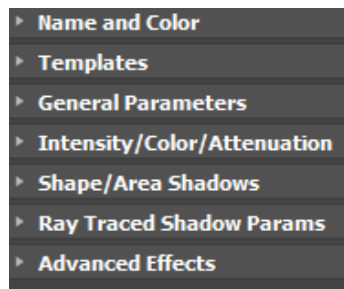 Name and Color
Templates
General Parameters
Intensity/Color/Attenuation
Shape/Area Shadows
Ray Traced Shadow Params
Advanced Effects